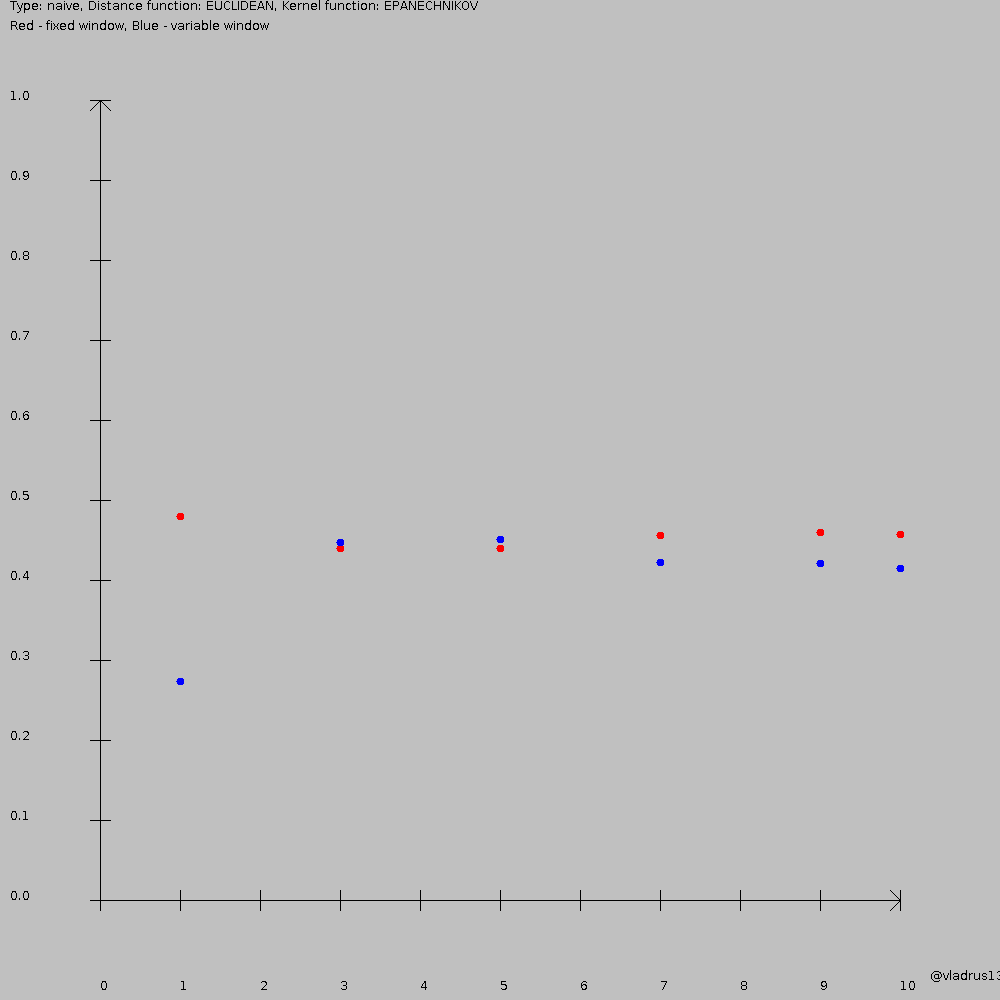 Type: naive, Distance function: EUCLIDEAN, Kernel function: EPANECHNIKOV
Red - fixed window, Blue - variable window
1.0
0.9
0.8
0.7
0.6
0.5
0.4
0.3
0.2
0.1
0.0
0 1 2 3 4 5 6 7 8 9 10
@vladrus13